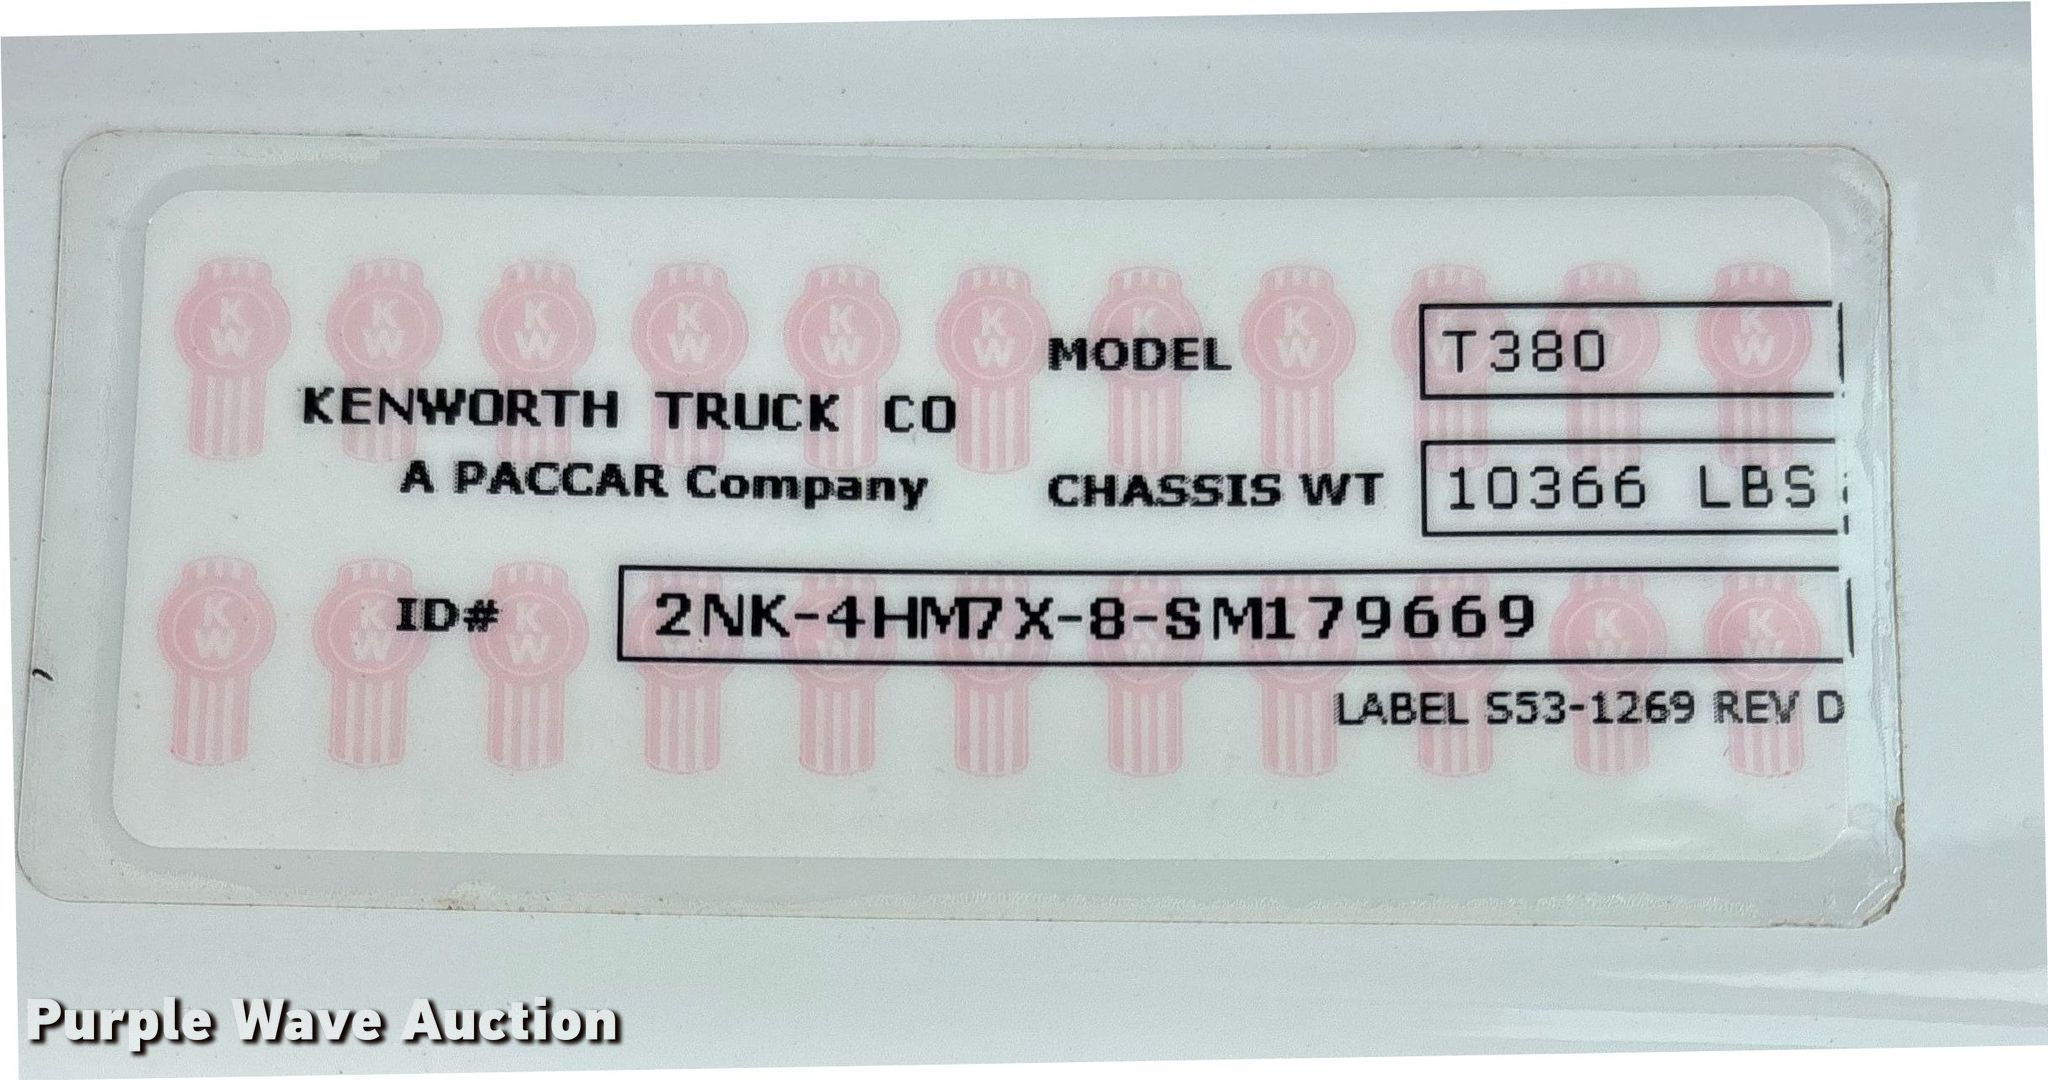 MODEL T380
KENWORTH TRUCK CO
A PACCAR Company
CHASSIS WT 10366 LBS
ID# 2NK-4HM7X-8-SM179669
LABEL S53-1269 REV D
Purple Wave Auction